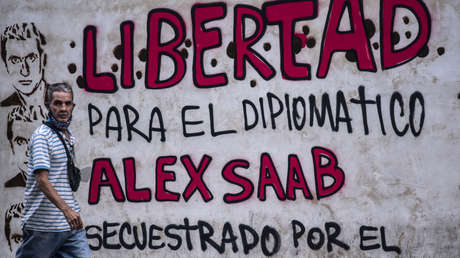 LIBERTAD
PARA EL DIPLOMATICO
ALEX SAAB
SECUESTRADO POR EL